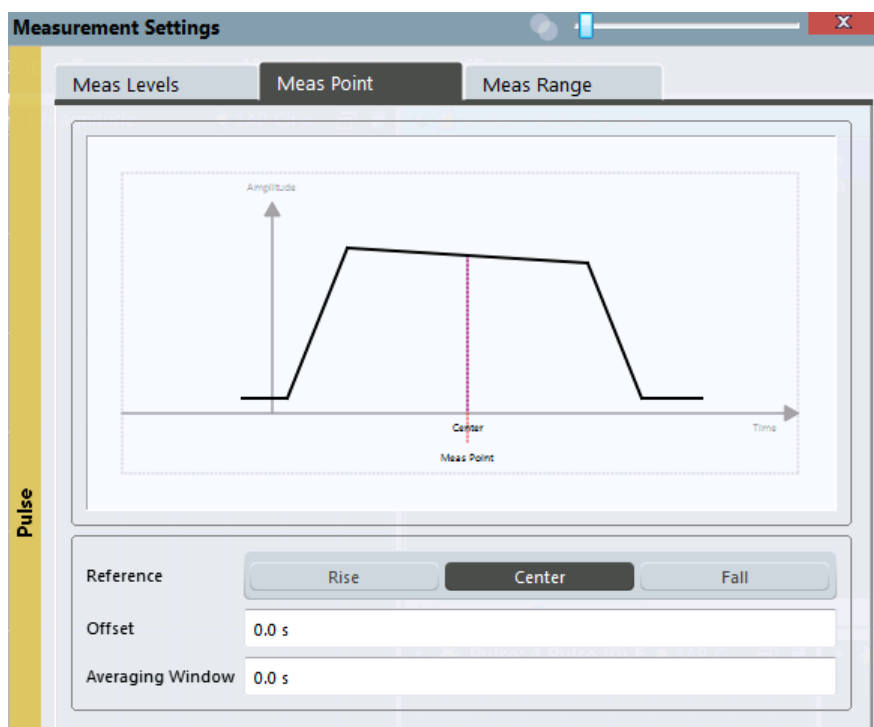 Measurement Settings
x
Meas Levels
Meas Point
Meas Range
Amplitude
Center
Time
Meas Point
Pulse
Reference
Rise
Center
Fall
Offset
0.0 s
Averaging Window
0.0 s